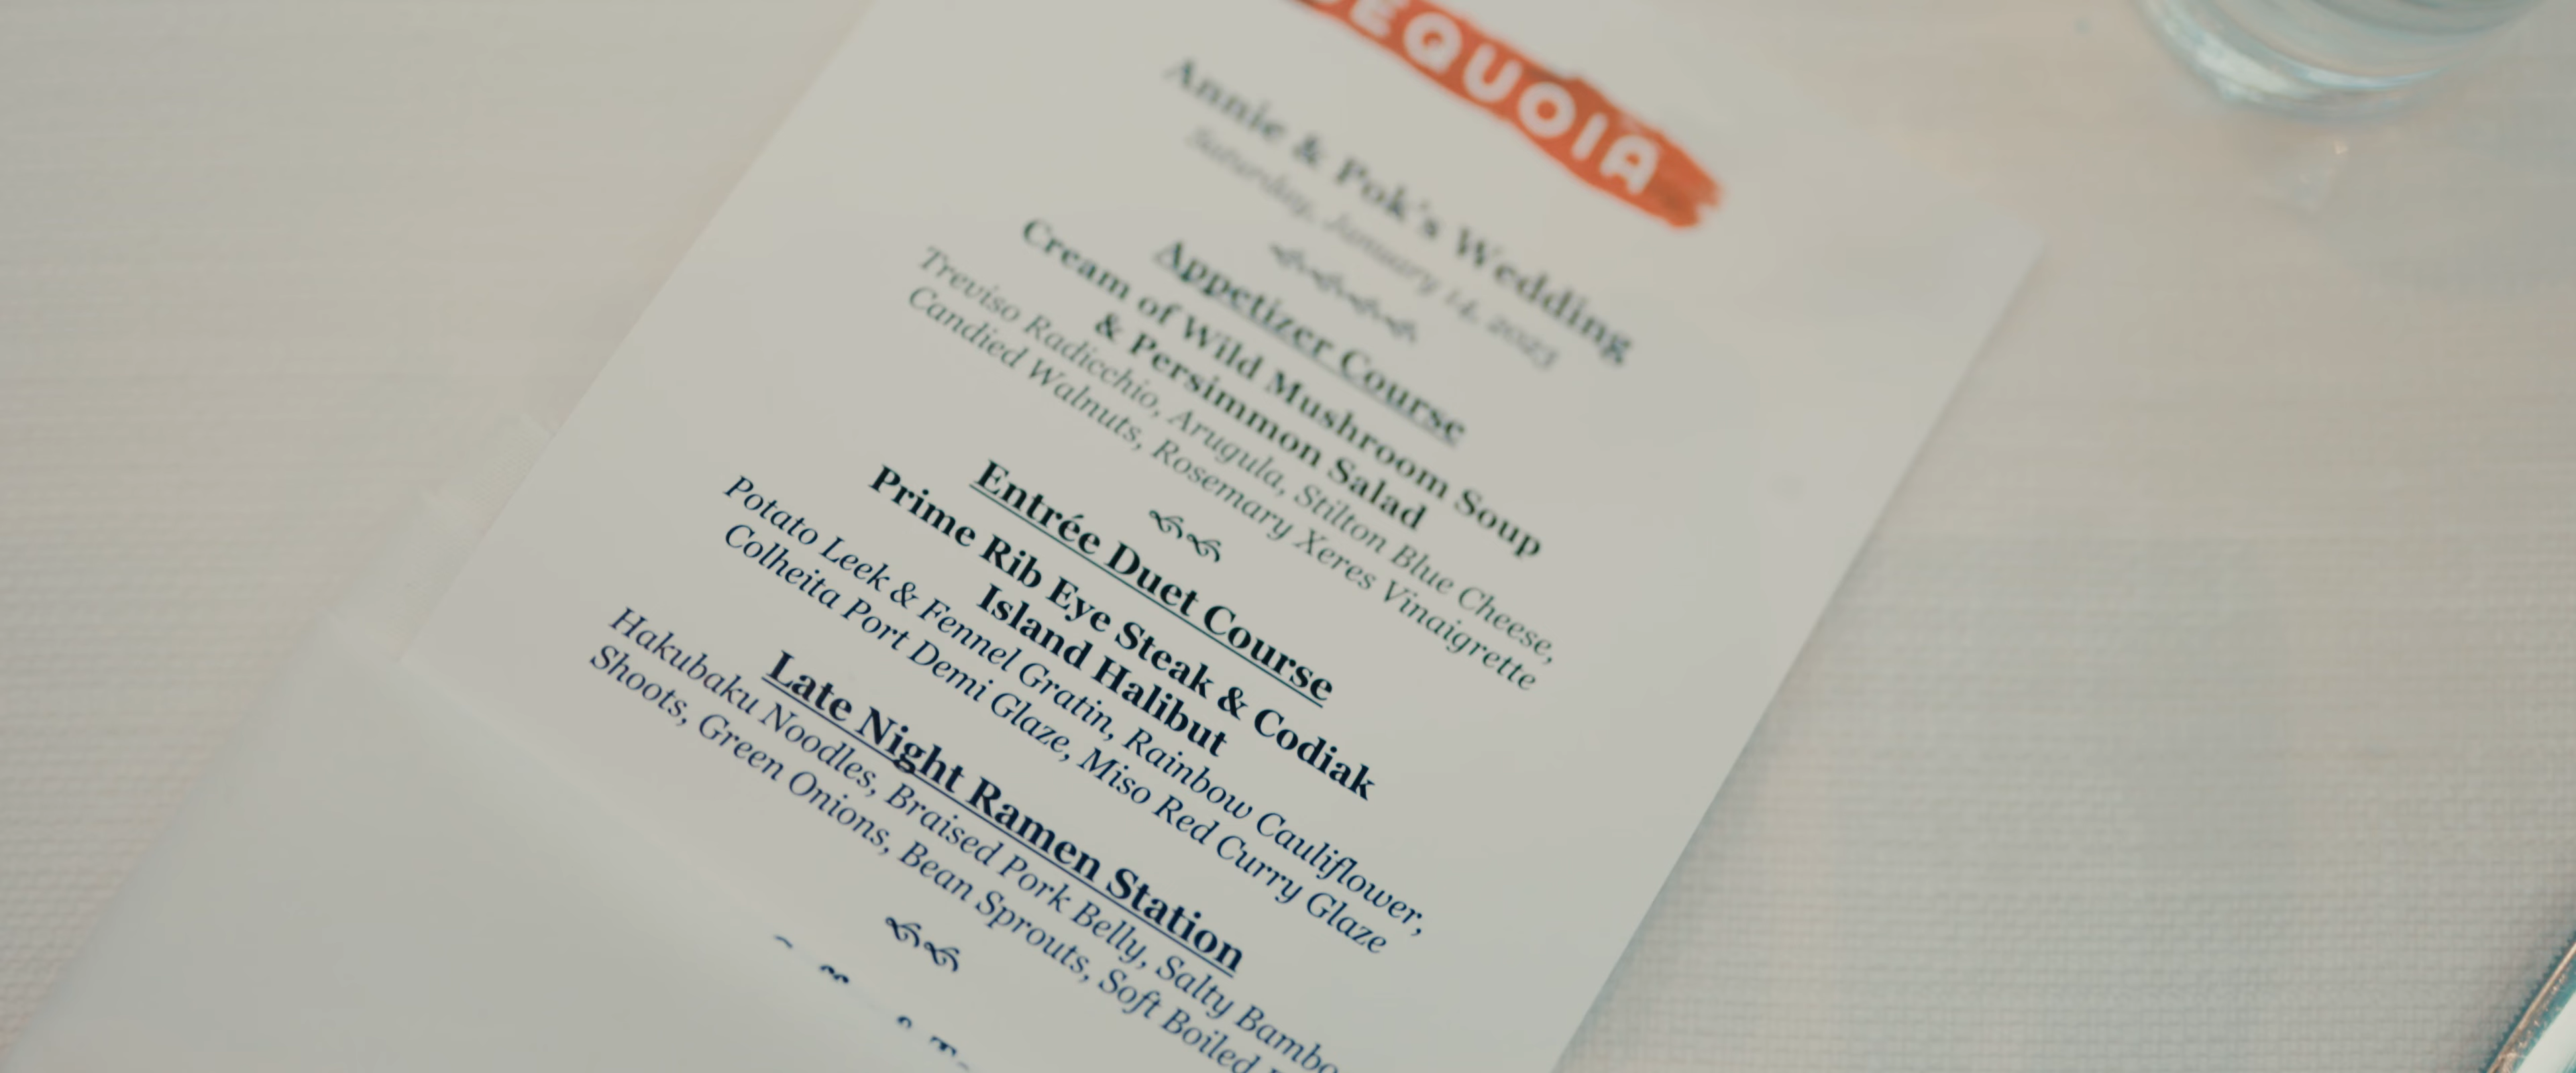 SEQUOIA
Annie & Pok's Wedding
Saturday, January 14, 2023
Appetizer Course
Cream of Wild Mushroom Soup
& Persimmon Salad
Treviso Radicchio, Arugula, Stilton Blue Cheese,
Candied Walnuts, Rosemary Xeres Vinaigrette
Entrée Duet Course
Prime Rib Eye Steak & Codiak
Island Halibut
Potato Leek & Fennel Gratin, Rainbow Cauliflower,
Colheita Port Demi Glaze, Miso Red Curry Glaze
Late Night Ramen Station
Hakubaku Noodles, Braised Pork Belly, Salty Bambo
Shoots, Green Onions, Bean Sprouts, Soft Boiled